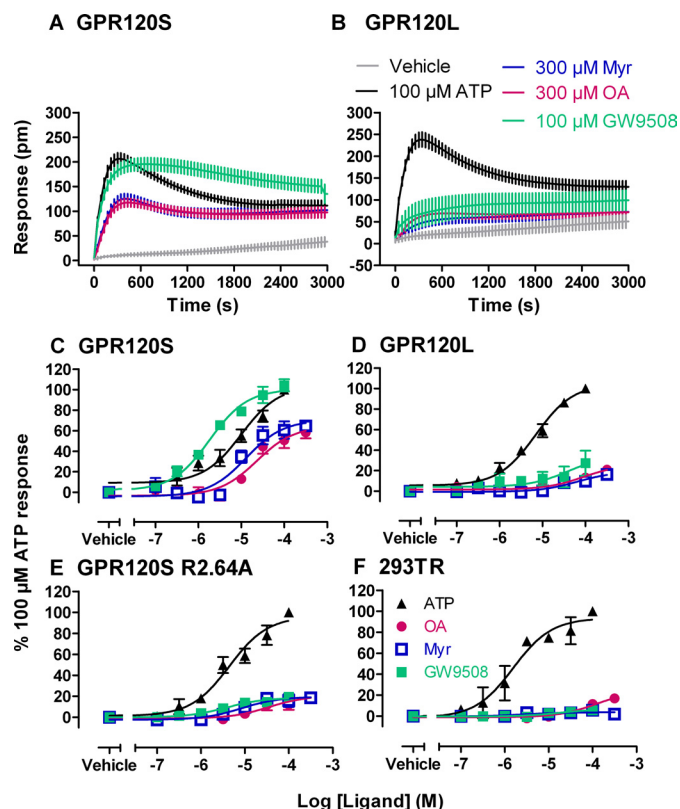 A GPR120S
B GPR120L
Vehicle
100 µM ATP
300 µM Myr
300 µM OA
100 µM GW9508
Response (pm)
300
250
200
150
100
50
0
0 600 1200 1800 2400 3000
Time (s)
300
250
200
150
100
50
0
-50
0 600 1200 1800 2400 3000
Time (s)
% 100 µM ATP response
C GPR120S
120
100
80
60
40
20
0
Vehicle -7 -6 -5 -4 -3
D GPR120L
120
100
80
60
40
20
0
Vehicle -7 -6 -5 -4 -3
E GPR120S R2.64A
120
100
80
60
40
20
0
Vehicle -7 -6 -5 -4 -3
F 293TR
ATP
OA
Myr
GW9508
120
100
80
60
40
20
0
Vehicle -7 -6 -5 -4 -3
Log [Ligand] (M)